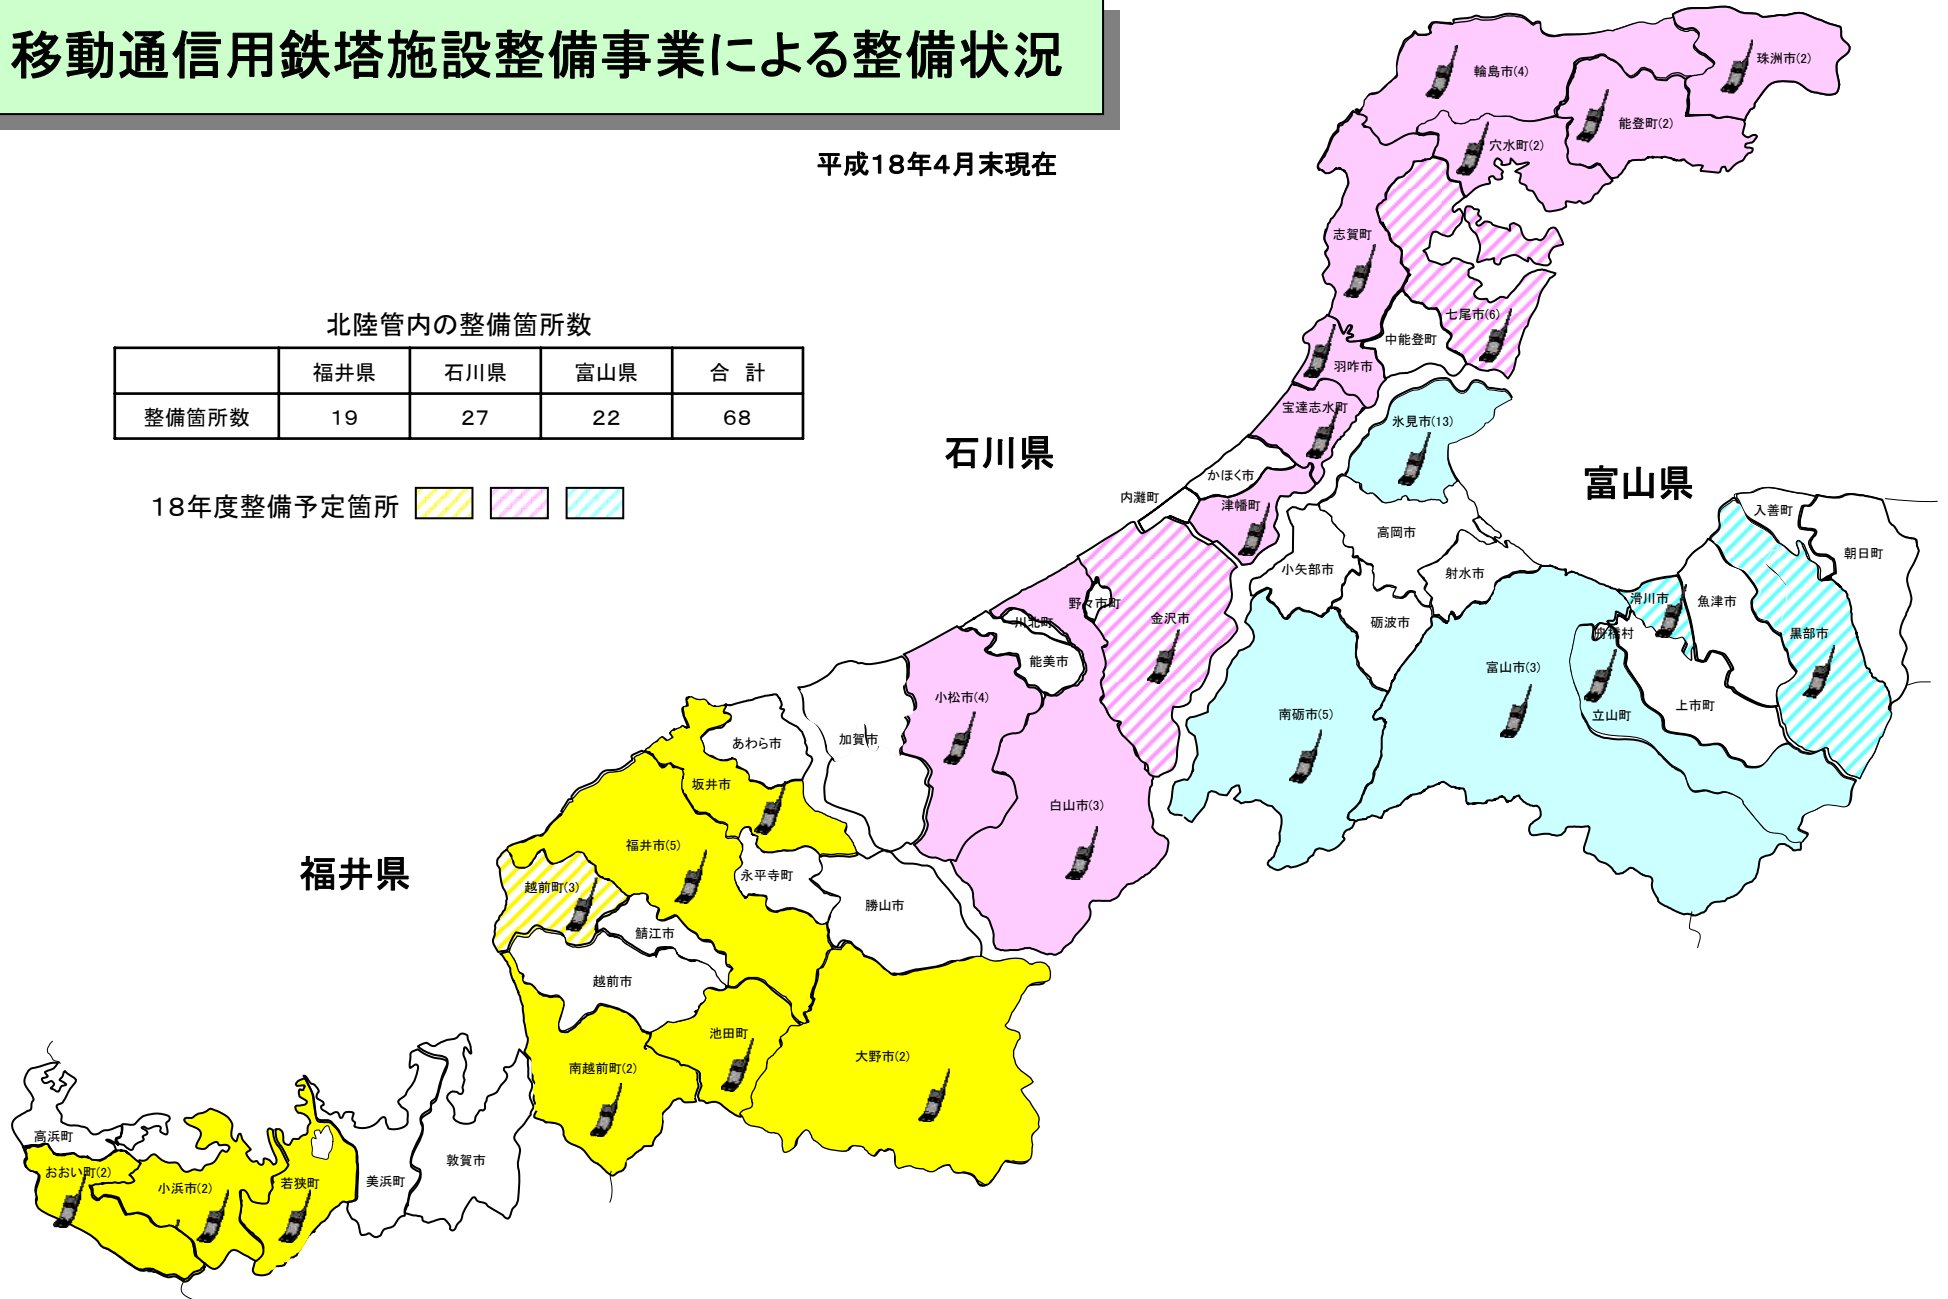 移動通信用鉄塔施設整備事業による整備状況
平成18年4月末現在
北陸管内の整備箇所数
福井県 石川県 富山県 合 計
整備箇所数 19 27 22 68
18年度整備予定箇所
石川県
富山県
福井県
輪島市(4)
珠洲市(2)
能登町(2)
穴水町(2)
志賀町
七尾市(6)
中能登町
羽咋市
宝達志水町
かほく市
内灘町
津幡町
金沢市
野々市町
川北町
能美市
小松市(4)
白山市(3)
加賀市
氷見市(13)
高岡市
小矢部市
射水市
砺波市
南砺市(5)
富山市(3)
舟橋村
立山町
滑川市
魚津市
上市町
黒部市
入善町
朝日町
あわら市
坂井市
福井市(5)
永平寺町
勝山市
越前町(3)
鯖江市
越前市
池田町
南越前町(2)
大野市(2)
敦賀市
美浜町
若狭町
小浜市(2)
おおい町(2)
高浜町